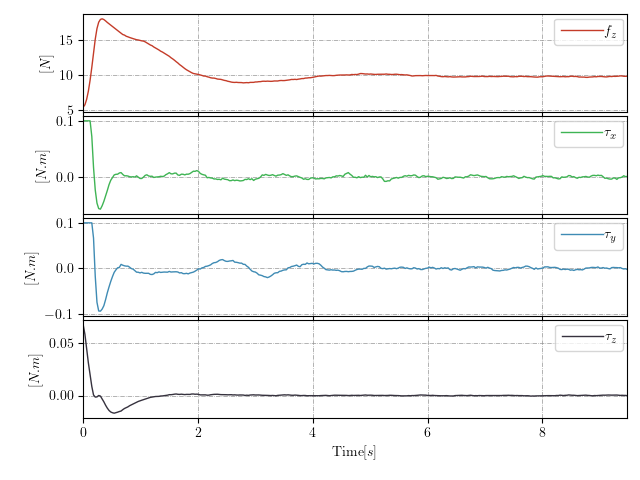 [N]
15
10
5
f_z
[N.m]
0.1
0.0
τ_x
[N.m]
0.1
0.0
−0.1
τ_y
[N.m]
0.05
0.00
τ_z
0 2 4 6 8
Time[s]